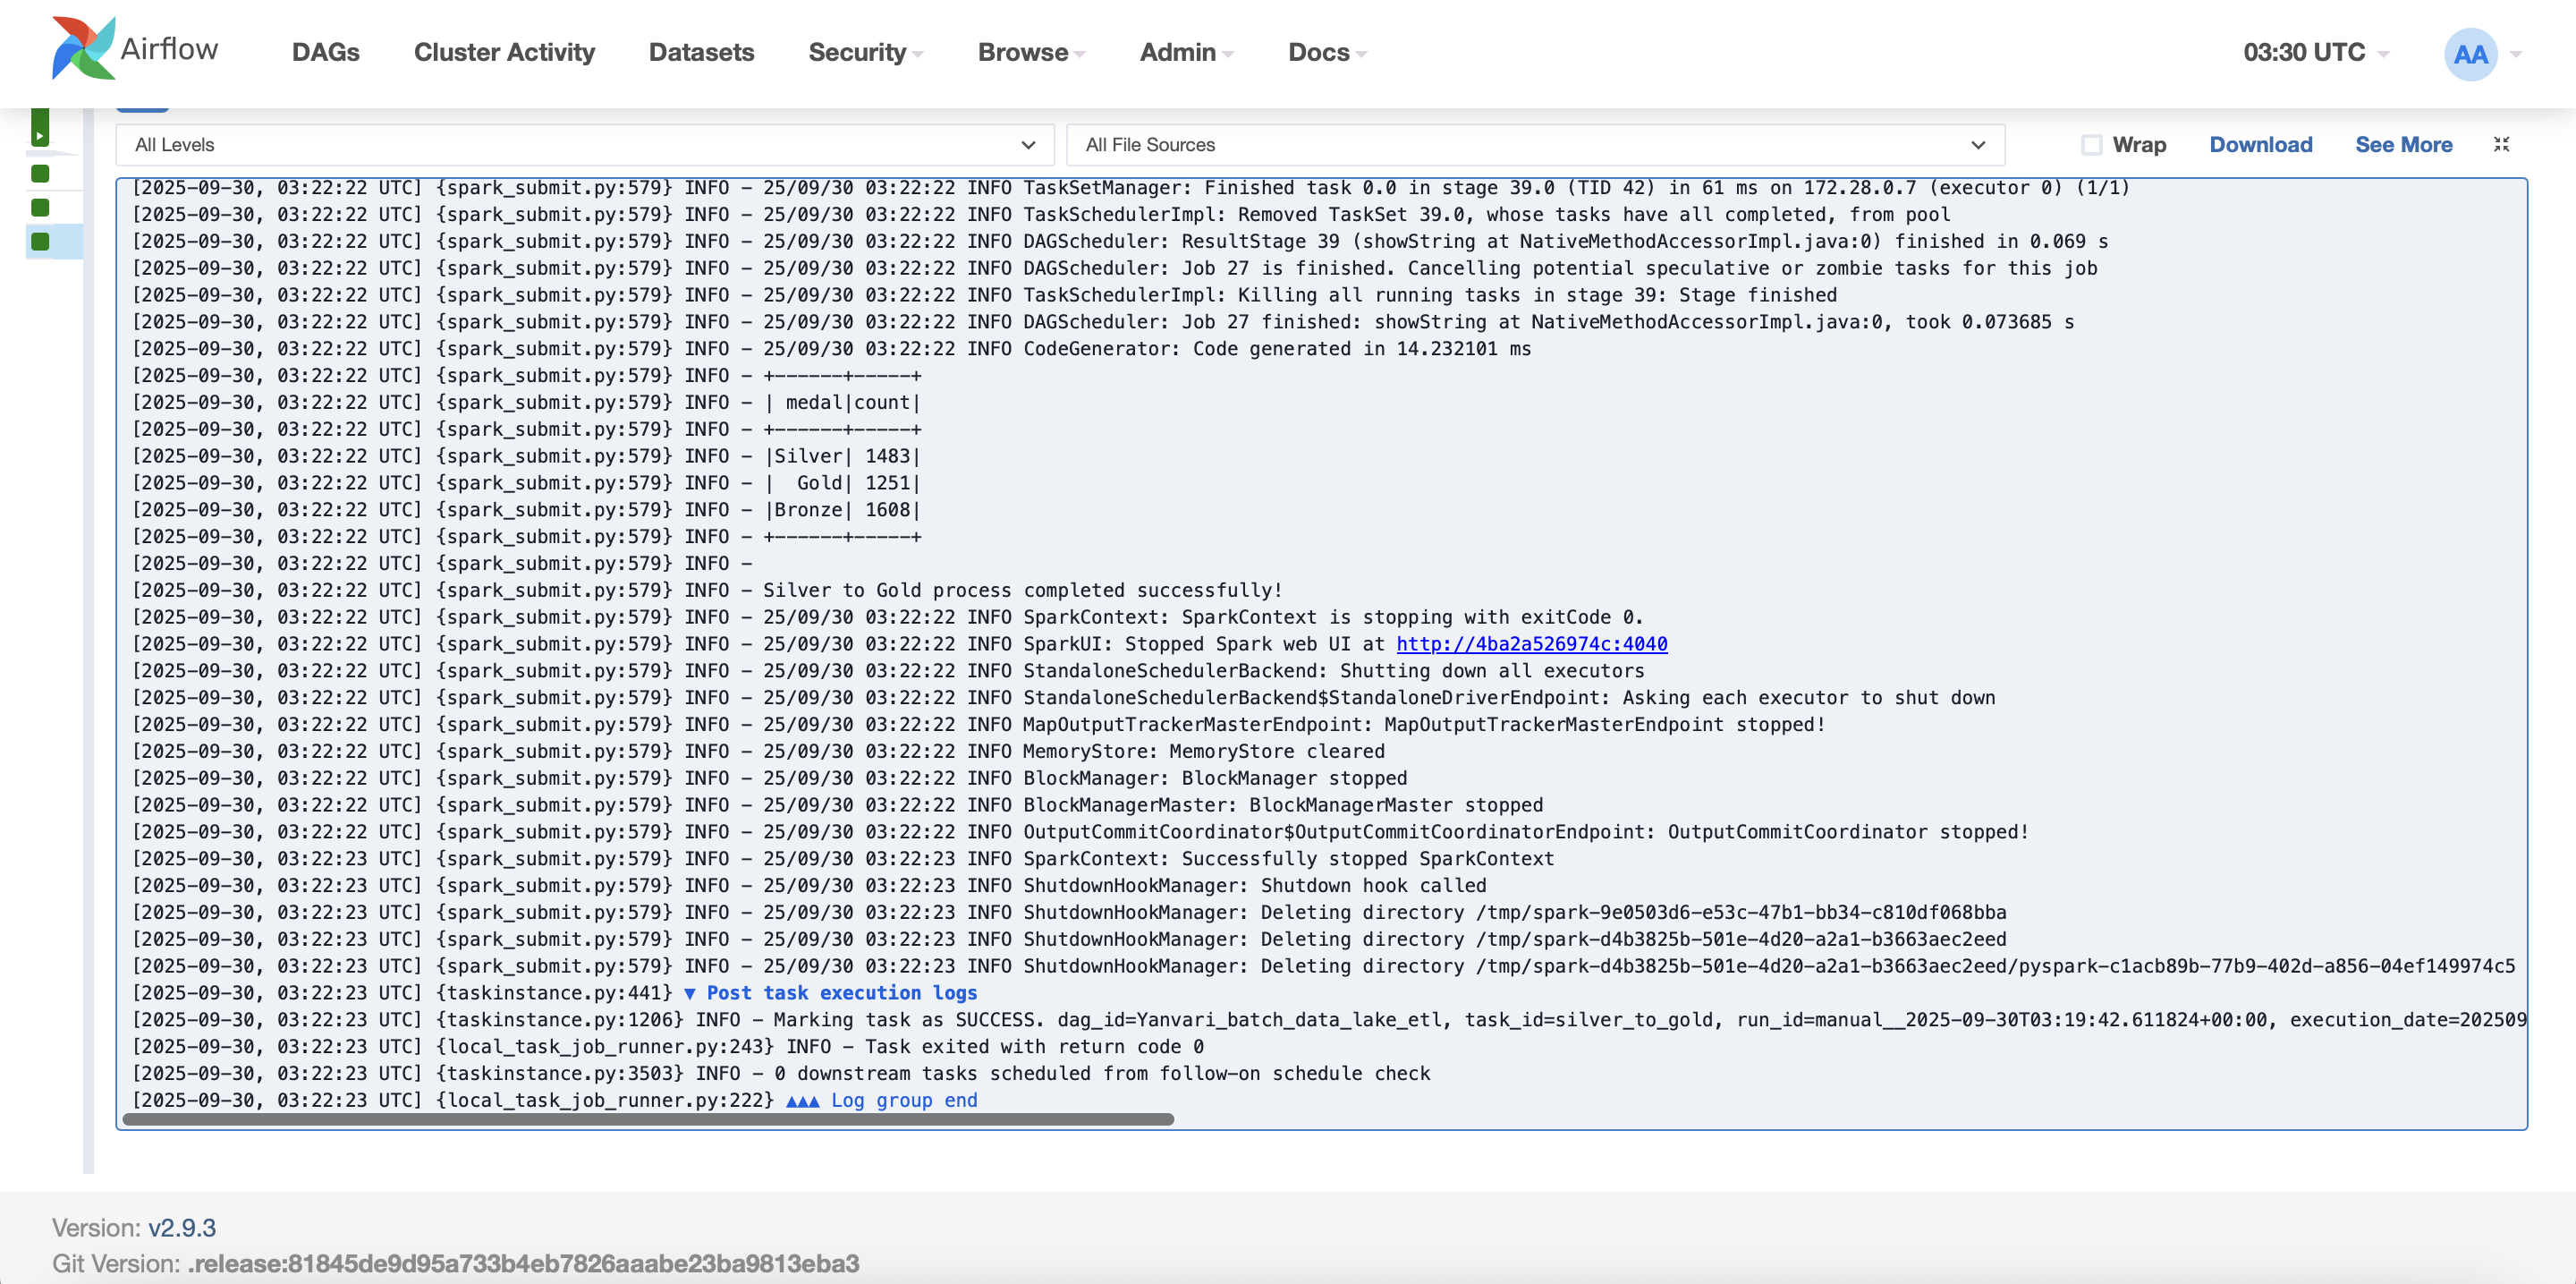 Airflow DAGs Cluster Activity Datasets Security Browse Admin Docs 03:30 UTC AA
All Levels All File Sources Wrap Download See More
[2025-09-30, 03:22:22 UTC] {spark_submit.py:579} INFO - 25/09/30 03:22:22 INFO TaskSetManager: Finished task 0.0 in stage 39.0 (TID 42) in 61 ms on 172.28.0.7 (executor 0) (1/1)
[2025-09-30, 03:22:22 UTC] {spark_submit.py:579} INFO - 25/09/30 03:22:22 INFO TaskSchedulerImpl: Removed TaskSet 39.0, whose tasks have all completed, from pool
[2025-09-30, 03:22:22 UTC] {spark_submit.py:579} INFO - 25/09/30 03:22:22 INFO DAGScheduler: ResultStage 39 (showString at NativeMethodAccessorImpl.java:0) finished in 0.069 s
[2025-09-30, 03:22:22 UTC] {spark_submit.py:579} INFO - 25/09/30 03:22:22 INFO DAGScheduler: Job 27 is finished. Cancelling potential speculative or zombie tasks for this job
[2025-09-30, 03:22:22 UTC] {spark_submit.py:579} INFO - 25/09/30 03:22:22 INFO TaskSchedulerImpl: Killing all running tasks in stage 39: Stage finished
[2025-09-30, 03:22:22 UTC] {spark_submit.py:579} INFO - 25/09/30 03:22:22 INFO DAGScheduler: Job 27 finished: showString at NativeMethodAccessorImpl.java:0, took 0.073685 s
[2025-09-30, 03:22:22 UTC] {spark_submit.py:579} INFO - 25/09/30 03:22:22 INFO CodeGenerator: Code generated in 14.232101 ms
[2025-09-30, 03:22:22 UTC] {spark_submit.py:579} INFO - +------+-----+
[2025-09-30, 03:22:22 UTC] {spark_submit.py:579} INFO - | medal|count|
[2025-09-30, 03:22:22 UTC] {spark_submit.py:579} INFO - +------+-----+
[2025-09-30, 03:22:22 UTC] {spark_submit.py:579} INFO - |Silver| 1483|
[2025-09-30, 03:22:22 UTC] {spark_submit.py:579} INFO - |  Gold| 1251|
[2025-09-30, 03:22:22 UTC] {spark_submit.py:579} INFO - |Bronze| 1608|
[2025-09-30, 03:22:22 UTC] {spark_submit.py:579} INFO - +------+-----+
[2025-09-30, 03:22:22 UTC] {spark_submit.py:579} INFO -
[2025-09-30, 03:22:22 UTC] {spark_submit.py:579} INFO - Silver to Gold process completed successfully!
[2025-09-30, 03:22:22 UTC] {spark_submit.py:579} INFO - 25/09/30 03:22:22 INFO SparkContext: SparkContext is stopping with exitCode 0.
[2025-09-30, 03:22:22 UTC] {spark_submit.py:579} INFO - 25/09/30 03:22:22 INFO SparkUI: Stopped Spark web UI at http://4ba2a526974c:4040
[2025-09-30, 03:22:22 UTC] {spark_submit.py:579} INFO - 25/09/30 03:22:22 INFO StandaloneSchedulerBackend: Shutting down all executors
[2025-09-30, 03:22:22 UTC] {spark_submit.py:579} INFO - 25/09/30 03:22:22 INFO StandaloneSchedulerBackend$StandaloneDriverEndpoint: Asking each executor to shut down
[2025-09-30, 03:22:22 UTC] {spark_submit.py:579} INFO - 25/09/30 03:22:22 INFO MapOutputTrackerMasterEndpoint: MapOutputTrackerMasterEndpoint stopped!
[2025-09-30, 03:22:22 UTC] {spark_submit.py:579} INFO - 25/09/30 03:22:22 INFO MemoryStore: MemoryStore cleared
[2025-09-30, 03:22:22 UTC] {spark_submit.py:579} INFO - 25/09/30 03:22:22 INFO BlockManager: BlockManager stopped
[2025-09-30, 03:22:22 UTC] {spark_submit.py:579} INFO - 25/09/30 03:22:22 INFO BlockManagerMaster: BlockManagerMaster stopped
[2025-09-30, 03:22:22 UTC] {spark_submit.py:579} INFO - 25/09/30 03:22:22 INFO OutputCommitCoordinator$OutputCommitCoordinatorEndpoint: OutputCommitCoordinator stopped!
[2025-09-30, 03:22:23 UTC] {spark_submit.py:579} INFO - 25/09/30 03:22:23 INFO SparkContext: Successfully stopped SparkContext
[2025-09-30, 03:22:23 UTC] {spark_submit.py:579} INFO - 25/09/30 03:22:23 INFO ShutdownHookManager: Shutdown hook called
[2025-09-30, 03:22:23 UTC] {spark_submit.py:579} INFO - 25/09/30 03:22:23 INFO ShutdownHookManager: Deleting directory /tmp/spark-9e0503d6-e53c-47b1-bb34-c810df068bba
[2025-09-30, 03:22:23 UTC] {spark_submit.py:579} INFO - 25/09/30 03:22:23 INFO ShutdownHookManager: Deleting directory /tmp/spark-d4b3825b-501e-4d20-a2a1-b3663aec2eed
[2025-09-30, 03:22:23 UTC] {spark_submit.py:579} INFO - 25/09/30 03:22:23 INFO ShutdownHookManager: Deleting directory /tmp/spark-d4b3825b-501e-4d20-a2a1-b3663aec2eed/pyspark-c1acb89b-77b9-402d-a856-04ef149974c5
[2025-09-30, 03:22:23 UTC] {taskinstance.py:441} ▼ Post task execution logs
[2025-09-30, 03:22:23 UTC] {taskinstance.py:1206} INFO - Marking task as SUCCESS. dag_id=Yanvari_batch_data_lake_etl, task_id=silver_to_gold, run_id=manual__2025-09-30T03:19:42.611824+00:00, execution_date=202509
[2025-09-30, 03:22:23 UTC] {local_task_job_runner.py:243} INFO - Task exited with return code 0
[2025-09-30, 03:22:23 UTC] {taskinstance.py:3503} INFO - 0 downstream tasks scheduled from follow-on schedule check
[2025-09-30, 03:22:23 UTC] {local_task_job_runner.py:222} ▲▲▲ Log group end
Version: v2.9.3
Git Version: .release:81845de9d95a733b4eb7826aaabe23ba9813eba3